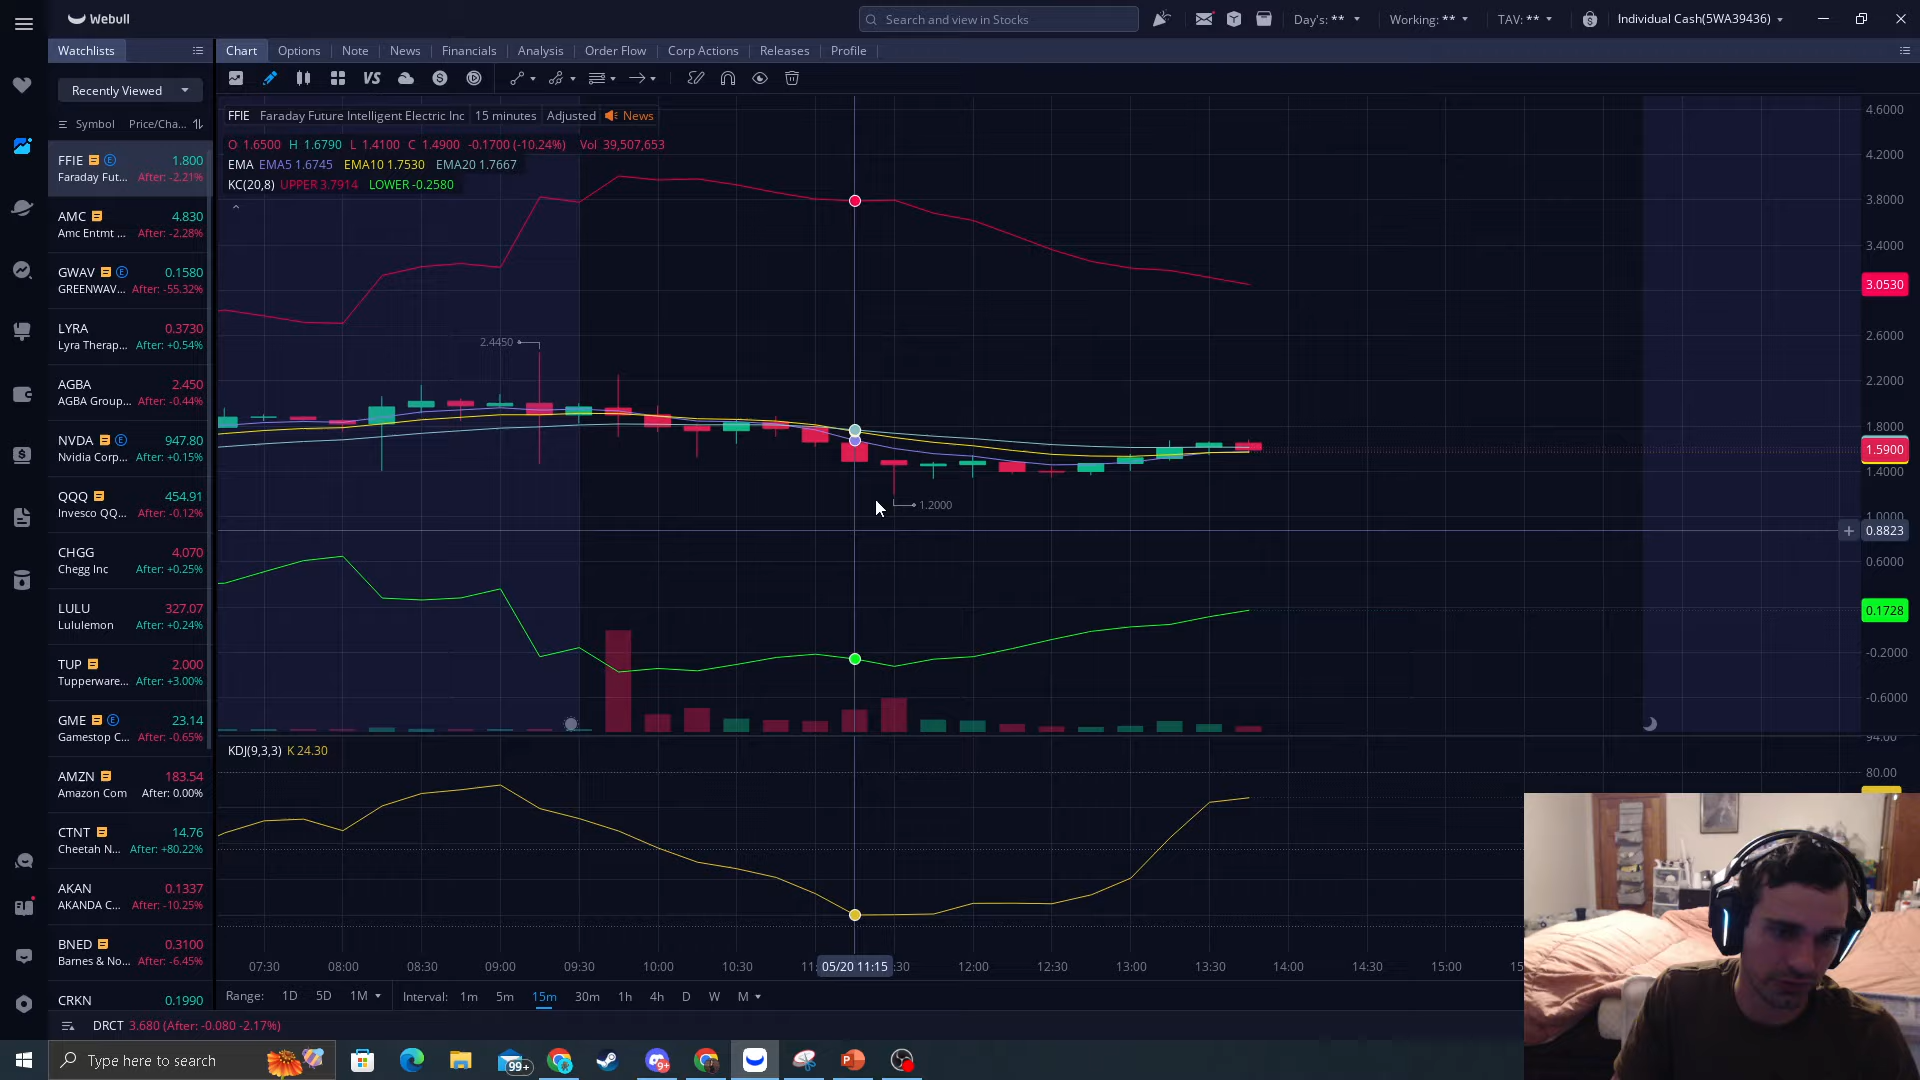 Webull
Search and view in Stocks
Day's: **
Working: **
TAV: **
Individual Cash(5WA39436)
Watchlists
Chart Options Note News Financials Analysis Order Flow Corp Actions Releases Profile
Recently Viewed
VS
Symbol Price/Cha...
FFIE 1.800
Faraday Fut... After: -2.21%
AMC 4.830
Amc Entmt ... After: -2.28%
GWAV 0.1580
GREENWAV... After: -55.32%
LYRA 0.3730
Lyra Therap... After: +0.54%
AGBA 2.450
AGBA Group... After: -0.44%
NVDA 947.80
Nvidia Corp... After: +0.15%
QQQ 454.91
Invesco QQ... After: -0.12%
CHGG 4.070
Chegg Inc After: +0.25%
LULU 327.07
Lululemon After: +0.24%
TUP 2.000
Tupperware... After: +3.00%
GME 23.14
Gamestop C... After: -0.65%
AMZN 183.54
Amazon Com After: 0.00%
CTNT 14.76
Cheetah N... After: +80.22%
AKAN 0.1337
AKANDA C... After: -10.25%
BNED 0.3100
Barnes & No... After: -6.45%
CRKN 0.1990
FFIE Faraday Future Intelligent Electric Inc 15 minutes Adjusted News
O 1.6500 H 1.6790 L 1.4100 C 1.4900 -0.1700 (-10.24%) Vol 39,507,653
EMA EMA5 1.6745 EMA10 1.7530 EMA20 1.7667
KC(20,8) UPPER 3.7914 LOWER -0.2580
2.4450
1.2000
4.6000
4.2000
3.8000
3.4000
3.0530
2.6000
2.2000
1.8000
1.5900
1.4000
1.0000
0.8823
0.6000
0.1728
-0.2000
-0.6000
KDJ(9,3,3) K 24.30
94.00
80.00
07:30 08:00 08:30 09:00 09:30 10:00 10:30 11: 05/20 11:15 :30 12:00 12:30 13:00 13:30 14:00 14:30 15:00 15
Range: 1D 5D 1M Interval: 1m 5m 15m 30m 1h 4h D W M
DRCT 3.680 (After: -0.080 -2.17%)
Type here to search
99+
9+